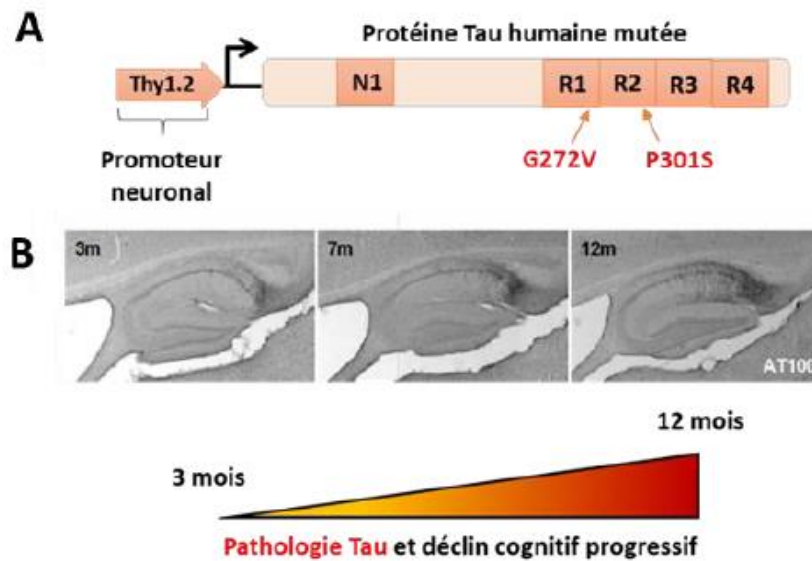 A
Protéine Tau humaine mutée
Thy1.2
N1
R1
R2
R3
R4
Promoteur
neuronal
G272V
P301S
B
3m
7m
12m
AT100
3 mois
12 mois
Pathologie Tau et déclin cognitif progressif